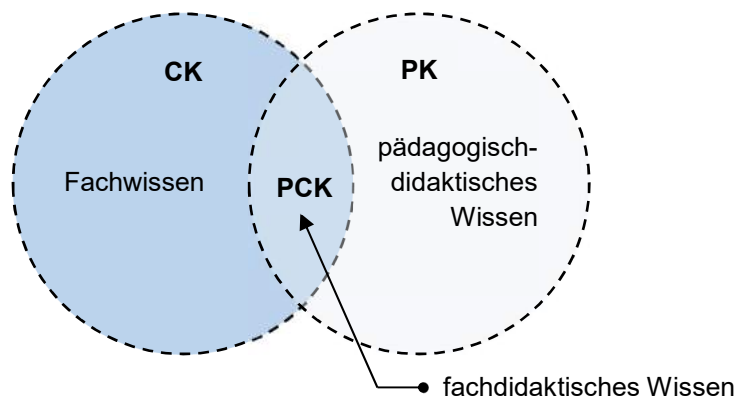 CK
PK
Fachwissen
pädagogisch-
didaktisches
Wissen
PCK
fachdidaktisches Wissen